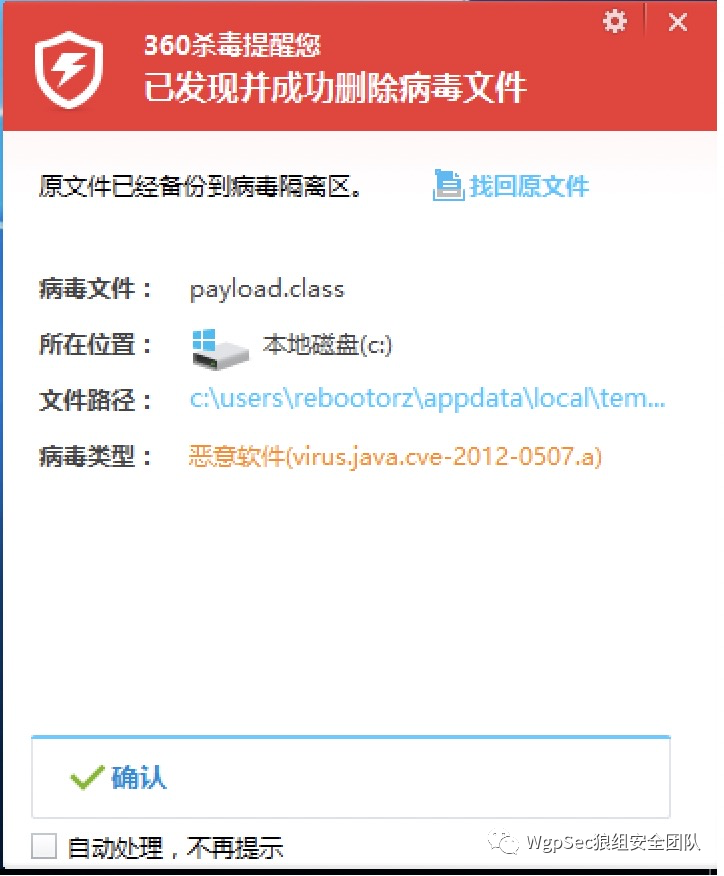 360杀毒提醒您
已发现并成功删除病毒文件
原文件已经备份到病毒隔离区。 找回原文件
病毒文件： payload.class
所在位置： 本地磁盘(c:)
文件路径： c:\users\rebootorz\appdata\local\tem...
病毒类型： 恶意软件(virus.java.cve-2012-0507.a)
确认
自动处理，不再提示
WgpSec狼组安全团队